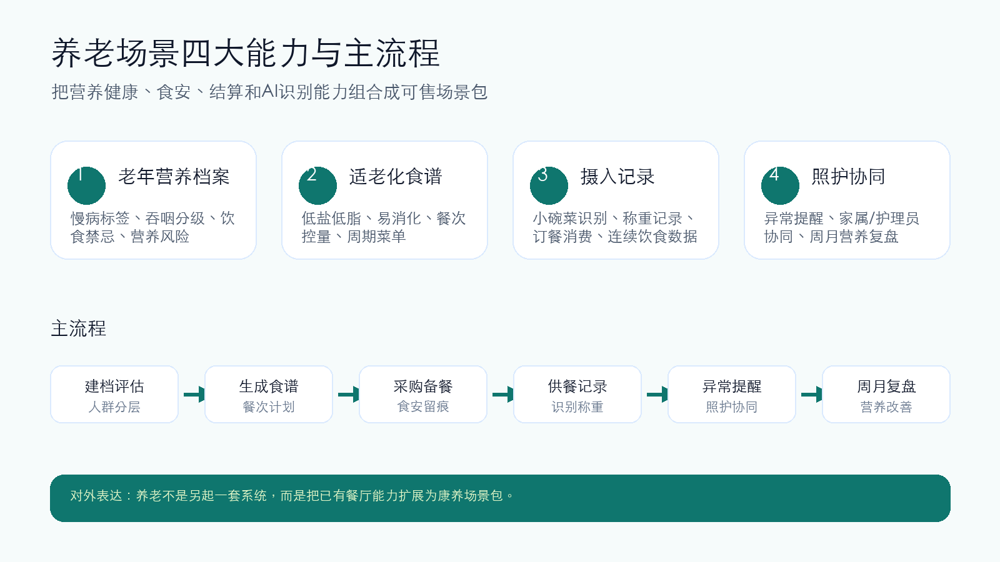 养老场景四大能力与主流程
把营养健康、食安、结算和AI识别能力组合成可售场景包
1 老年营养档案
慢病标签、吞咽分级、饮
食禁忌、营养风险
2 适老化食谱
低盐低脂、易消化、餐次
控量、周期菜单
3 摄入记录
小碗菜识别、称重记录、
订餐消费、连续饮食数据
4 照护协同
异常提醒、家属/护理员
协同、周月营养复盘
主流程
建档评估
人群分层
生成食谱
餐次计划
采购备餐
食安留痕
供餐记录
识别称重
异常提醒
照护协同
周月复盘
营养改善
对外表达：养老不是另起一套系统，而是把已有餐厅能力扩展为康养场景包。